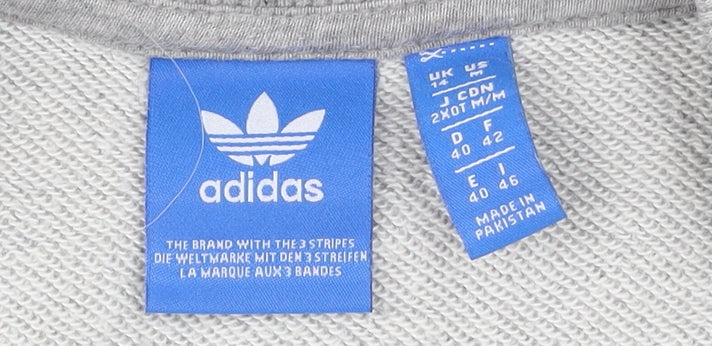 adidas
THE BRAND WITH THE 3 STRIPES
DIE WELTMARKE MIT DEN 3 STREIFEN
LA MARQUE AUX 3 BANDES
UK US
14 M
J CDN
2XOT M/M
D F
40 42
E I
40 46
MADE IN
PAKISTAN